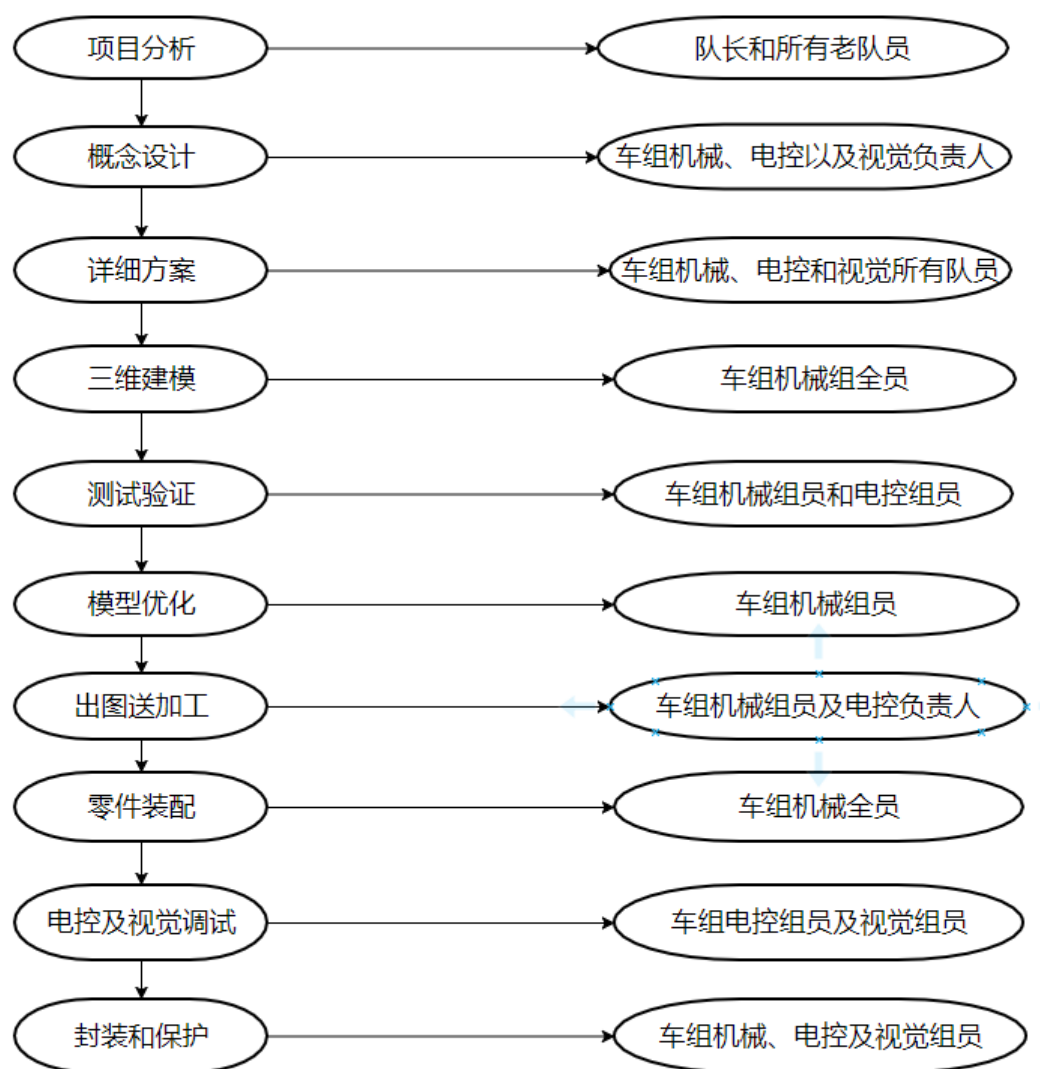 项目分析
队长和所有老队员
概念设计
车组机械、电控以及视觉负责人
详细方案
车组机械、电控和视觉所有队员
三维建模
车组机械组全员
测试验证
车组机械组员和电控组员
模型优化
车组机械组员
出图送加工
车组机械组员及电控负责人
零件装配
车组机械全员
电控及视觉调试
车组电控组员及视觉组员
封装和保护
车组机械、电控及视觉组员